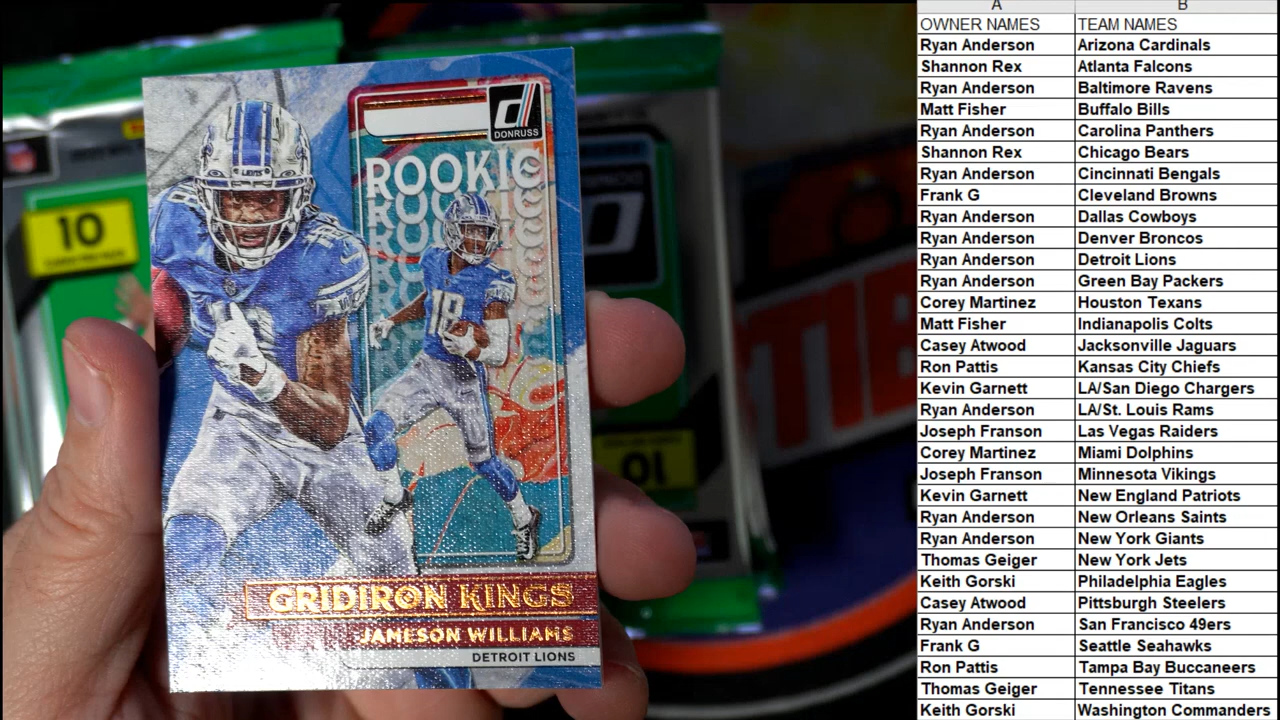 DONRUSS
ROOKIE
LIONS
18
GRIDIRON KINGS
JAMESON WILLIAMS
DETROIT LIONS
10
10
A B
OWNER NAMES TEAM NAMES
Ryan Anderson Arizona Cardinals
Shannon Rex Atlanta Falcons
Ryan Anderson Baltimore Ravens
Matt Fisher Buffalo Bills
Ryan Anderson Carolina Panthers
Shannon Rex Chicago Bears
Ryan Anderson Cincinnati Bengals
Frank G Cleveland Browns
Ryan Anderson Dallas Cowboys
Ryan Anderson Denver Broncos
Ryan Anderson Detroit Lions
Ryan Anderson Green Bay Packers
Corey Martinez Houston Texans
Matt Fisher Indianapolis Colts
Casey Atwood Jacksonville Jaguars
Ron Pattis Kansas City Chiefs
Kevin Garnett LA/San Diego Chargers
Ryan Anderson LA/St. Louis Rams
Joseph Franson Las Vegas Raiders
Corey Martinez Miami Dolphins
Joseph Franson Minnesota Vikings
Kevin Garnett New England Patriots
Ryan Anderson New Orleans Saints
Ryan Anderson New York Giants
Thomas Geiger New York Jets
Keith Gorski Philadelphia Eagles
Casey Atwood Pittsburgh Steelers
Ryan Anderson San Francisco 49ers
Frank G Seattle Seahawks
Ron Pattis Tampa Bay Buccaneers
Thomas Geiger Tennessee Titans
Keith Gorski Washington Commanders